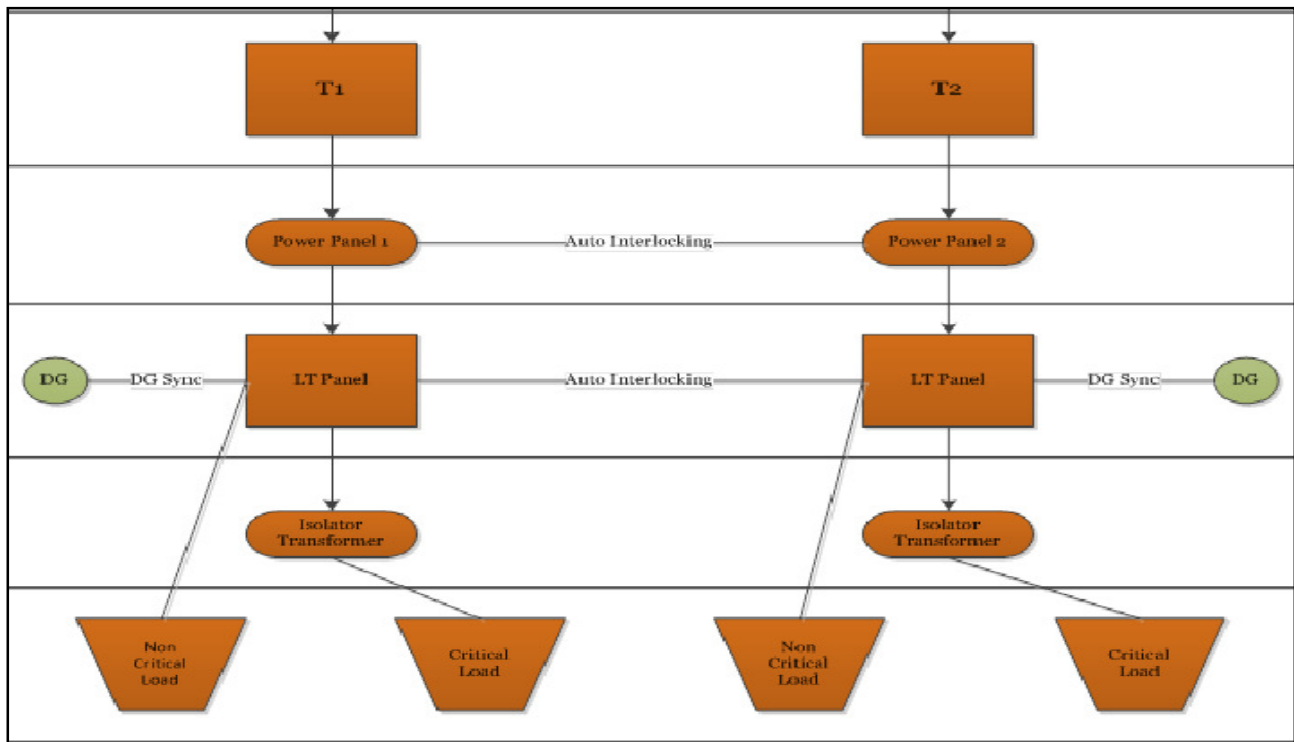 T1
T2
Power Panel 1
Auto Interlocking
Power Panel 2
DG
DG Sync
LT Panel
Auto Interlocking
LT Panel
DG Sync
DG
Isolator
Transformer
Isolator
Transformer
Non
Critical
Load
Critical
Load
Non
Critical
Load
Critical
Load